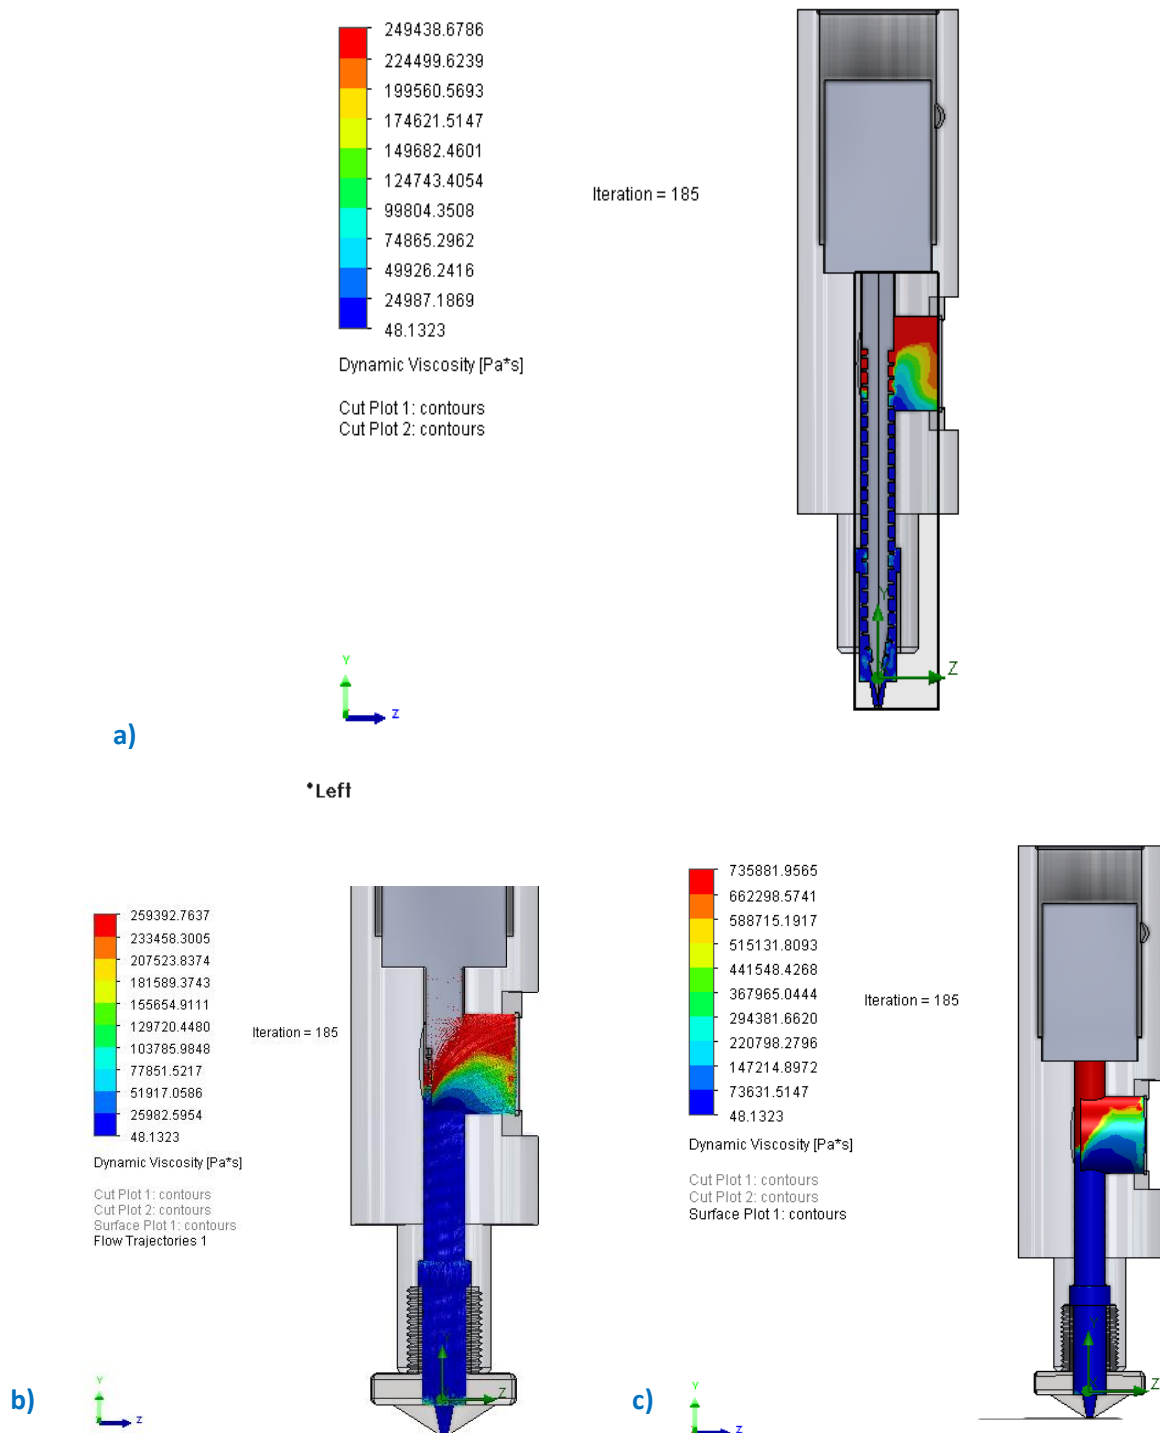 249438.6786
224499.6239
199560.5693
174621.5147
149682.4601
124743.4054
99804.3508
74865.2962
49926.2416
24987.1869
48.1323
Dynamic Viscosity [Pa*s]
Cut Plot 1: contours
Cut Plot 2: contours
Iteration = 185
Y
Z
Y
Z
a)
*Left
259392.7637
233458.3005
207523.8374
181589.3743
155654.9111
129720.4480
103785.9848
77851.5217
51917.0586
25982.5954
48.1323
Dynamic Viscosity [Pa*s]
Cut Plot 1: contours
Cut Plot 2: contours
Surface Plot 1: contours
Flow Trajectories 1
Iteration = 185
Y
Z
Y
Z
b)
735881.9565
662298.5741
588715.1917
515131.8093
441548.4268
367965.0444
294381.6620
220798.2796
147214.8972
73631.5147
48.1323
Dynamic Viscosity [Pa*s]
Cut Plot 1: contours
Cut Plot 2: contours
Surface Plot 1: contours
Iteration = 185
Y
Z
Y
Z
c)